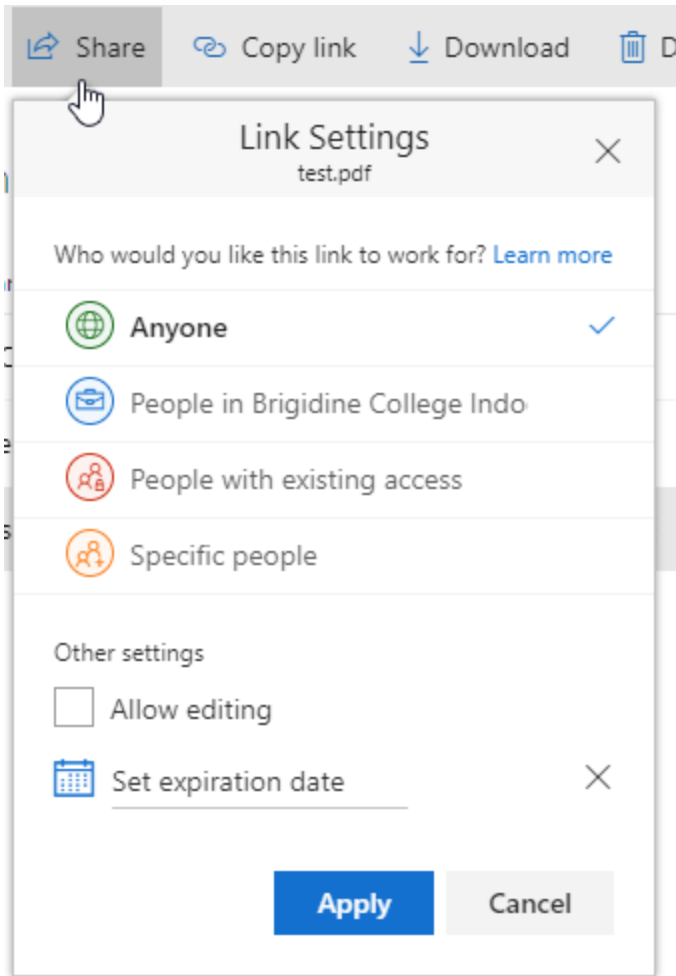 Share Copy link Download
Link Settings
test.pdf
Who would you like this link to work for? Learn more
Anyone
People in Brigidine College Indo
People with existing access
Specific people
Other settings
Allow editing
Set expiration date
Apply Cancel